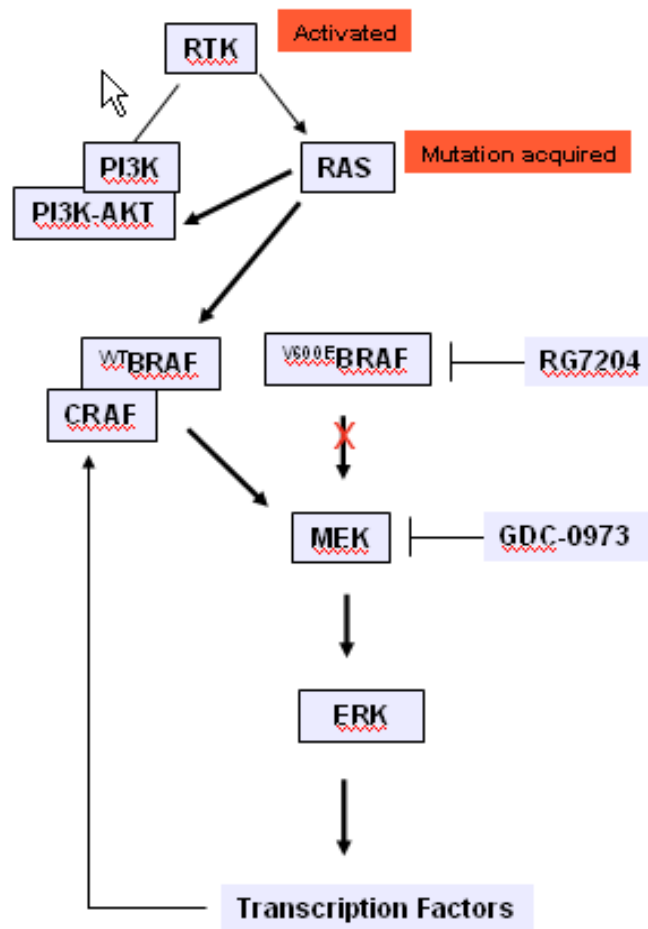 RTK
Activated
PI3K
RAS
Mutation acquired
PI3K-AKT
WTBRAF
V600EBRAF
RG7204
CRAF
X
MEK
GDC-0973
ERK
Transcription Factors